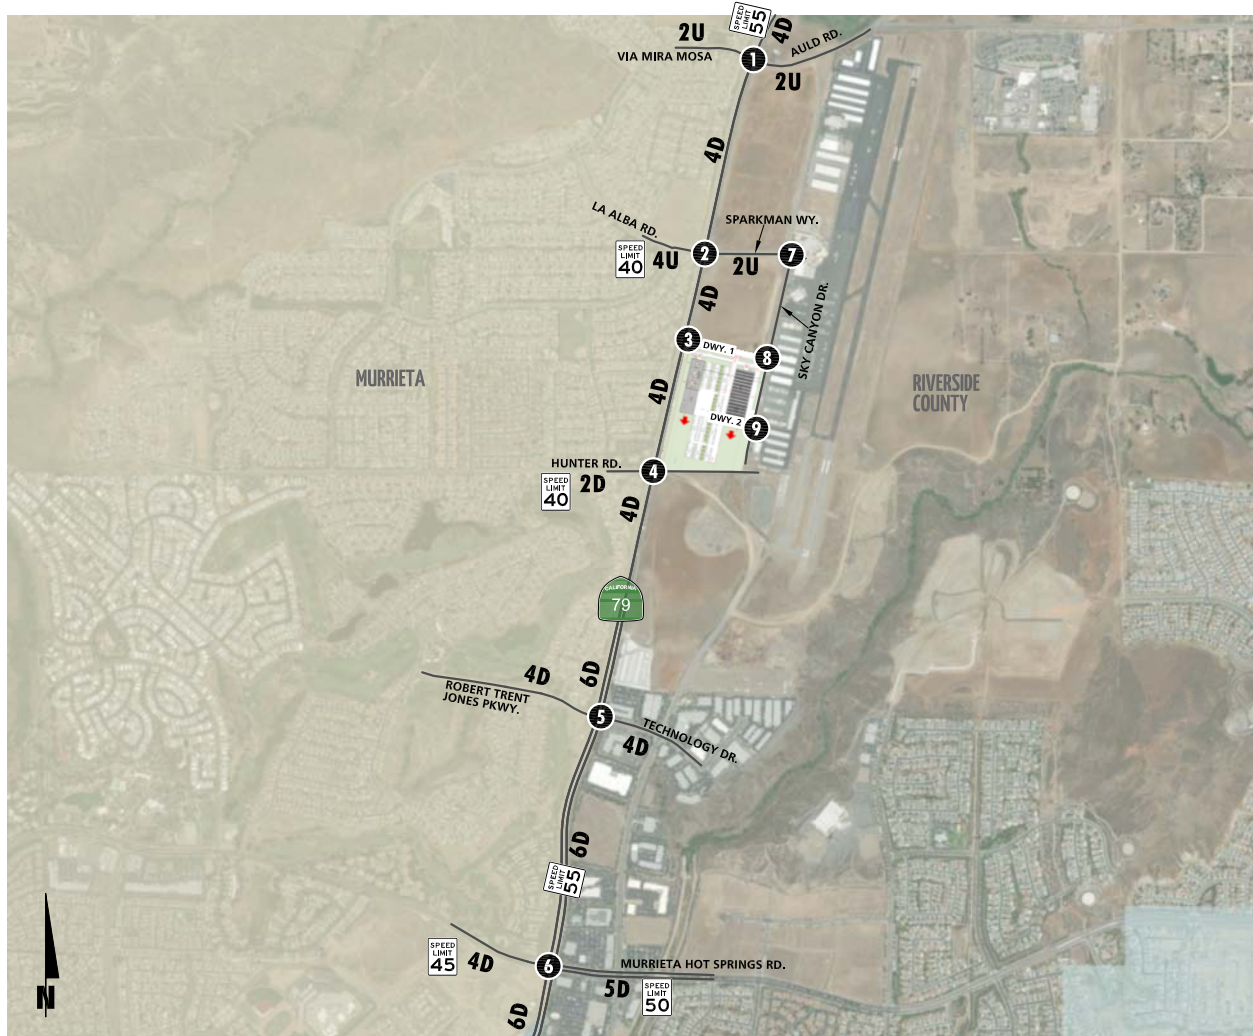 SPEED
LIMIT
55
4D
2U
VIA MIRA MOSA
1
AULD RD.
2U
4D
LA ALBA RD.
SPARKMAN WY.
SPEED
LIMIT
40
4U
2
2U
7
4D
SKY CANYON DR.
3
DWY. 1
8
MURRIETA
RIVERSIDE
COUNTY
4D
DWY. 2
9
HUNTER RD.
4
SPEED
LIMIT
40
2D
4D
CALIFORNIA
79
4D
6D
ROBERT TRENT
JONES PKWY.
5
TECHNOLOGY DR.
4D
6D
SPEED
LIMIT
55
SPEED
LIMIT
45
4D
6
MURRIETA HOT SPRINGS RD.
5D
SPEED
LIMIT
50
N
6D